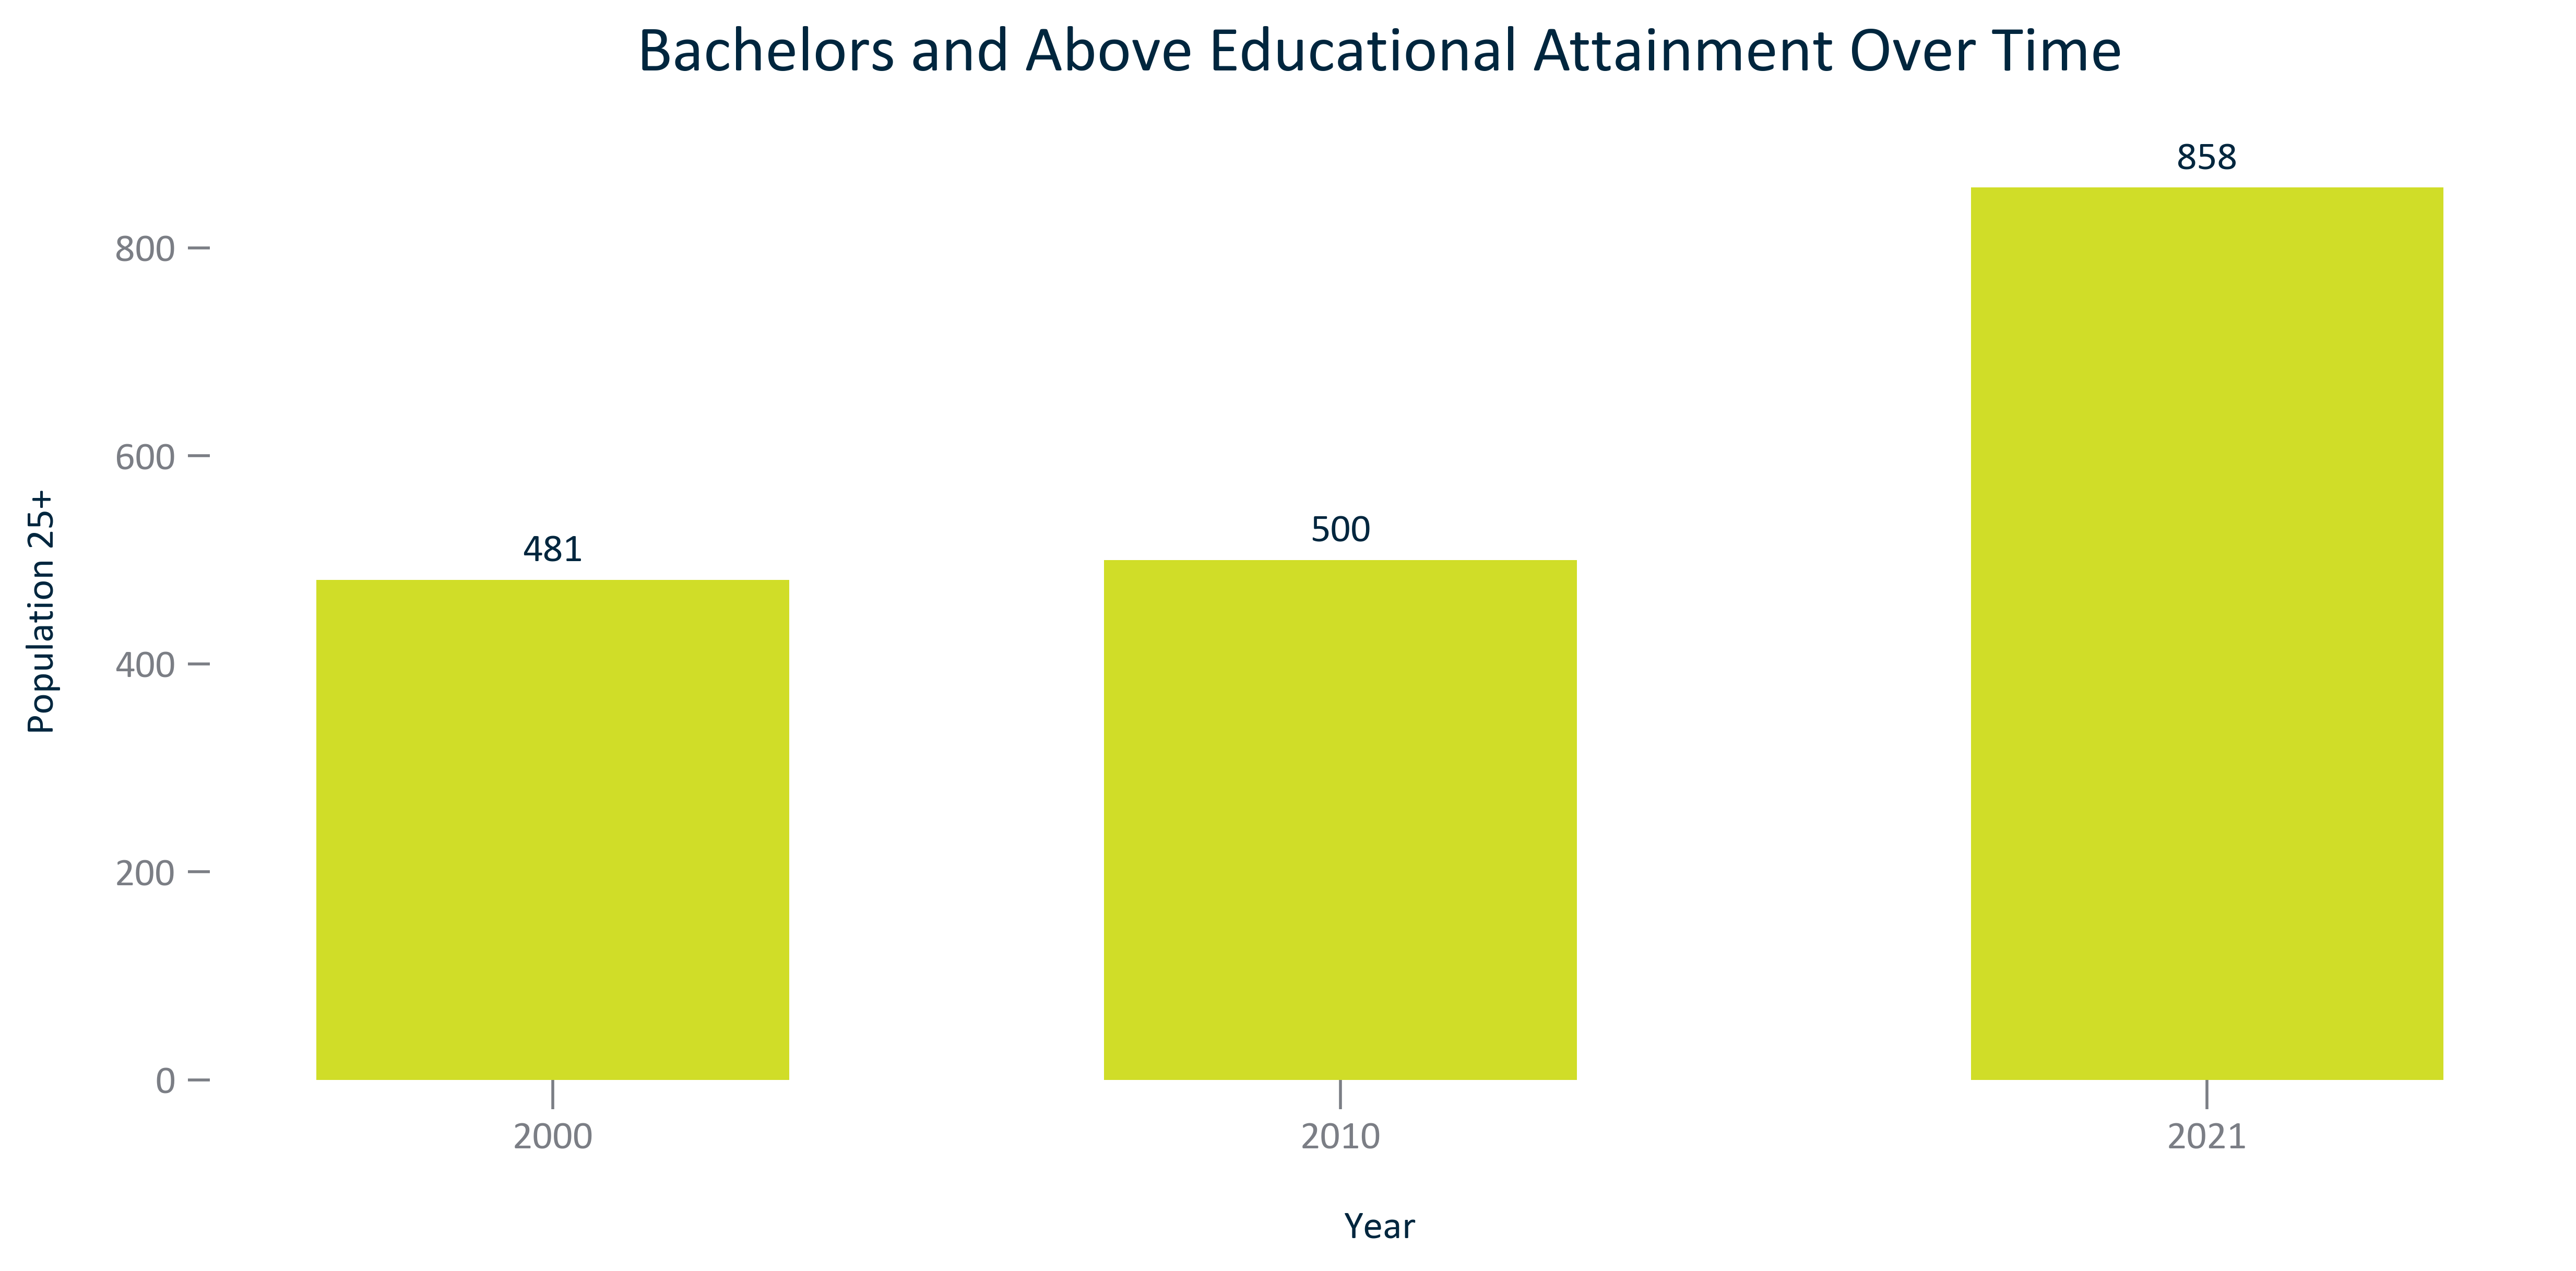 Bachelors and Above Educational Attainment Over Time
858
800
600
500
481
400
200
0
Population 25+
2000 2010 2021
Year